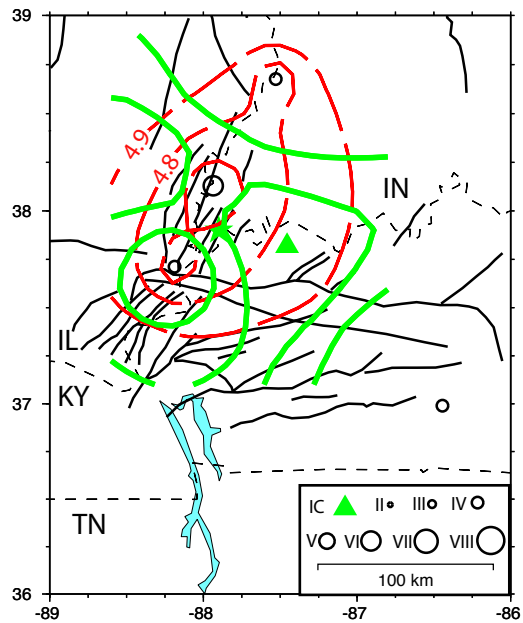 39
4.9
4.8
IN
38
IL
KY
37
TN
IC II III IV
V VI VII VIII
100 km
36
-89 -88 -87 -86